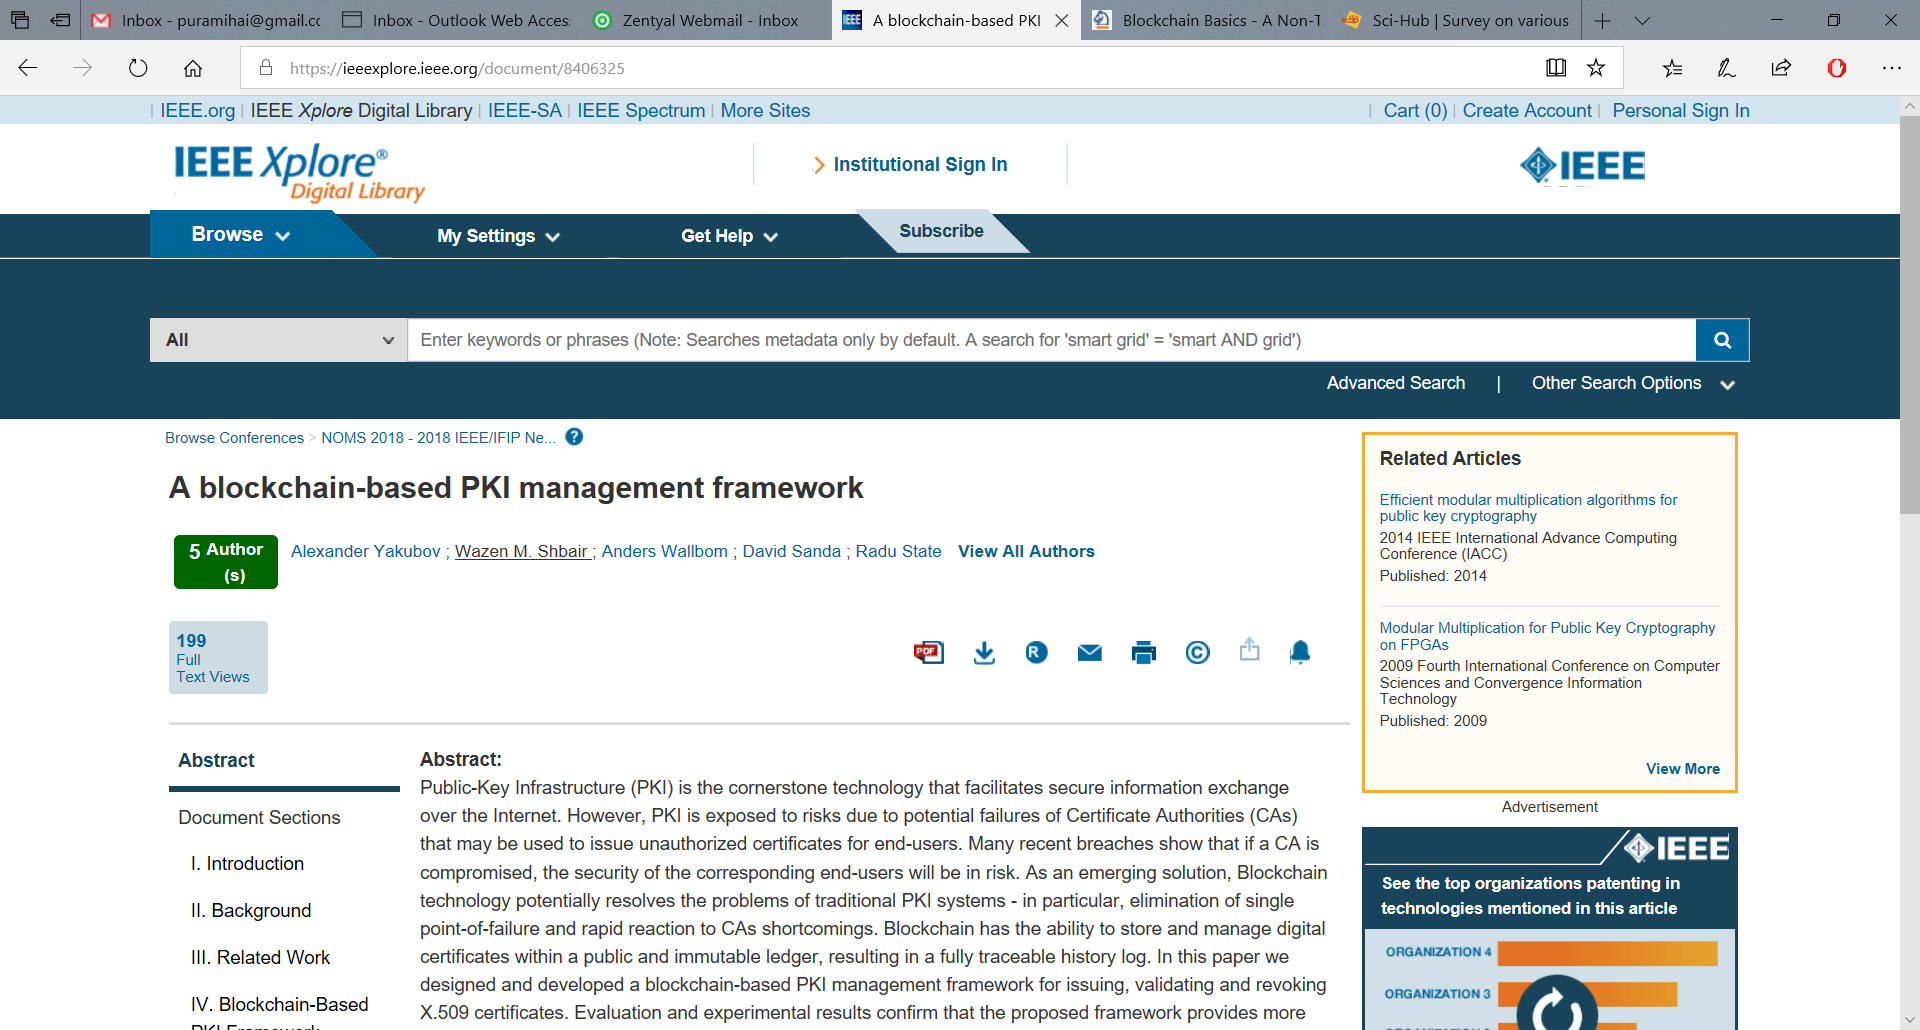 Inbox - puramihai@gmail.cc
Inbox - Outlook Web Acces:
Zentyal Webmail - Inbox
A blockchain-based PKI
Blockchain Basics - A Non-T
Sci-Hub | Survey on various
https://ieeexplore.ieee.org/document/8406325
| IEEE.org | IEEE Xplore Digital Library | IEEE-SA | IEEE Spectrum | More Sites
| Cart (0) | Create Account | Personal Sign In
IEEE Xplore®
Digital Library
Institutional Sign In
IEEE
Browse
My Settings
Get Help
Subscribe
All
Enter keywords or phrases (Note: Searches metadata only by default. A search for 'smart grid' = 'smart AND grid')
Advanced Search | Other Search Options
Browse Conferences > NOMS 2018 - 2018 IEEE/IFIP Ne... ?
A blockchain-based PKI management framework
5 Author
(s)
Alexander Yakubov ; Wazen M. Shbair ; Anders Wallbom ; David Sanda ; Radu State View All Authors
199
Full
Text Views
PDF
R
©
Abstract
Document Sections
I. Introduction
II. Background
III. Related Work
IV. Blockchain-Based
PKI Framework
Abstract:
Public-Key Infrastructure (PKI) is the cornerstone technology that facilitates secure information exchange
over the Internet. However, PKI is exposed to risks due to potential failures of Certificate Authorities (CAs)
that may be used to issue unauthorized certificates for end-users. Many recent breaches show that if a CA is
compromised, the security of the corresponding end-users will be in risk. As an emerging solution, Blockchain
technology potentially resolves the problems of traditional PKI systems - in particular, elimination of single
point-of-failure and rapid reaction to CAs shortcomings. Blockchain has the ability to store and manage digital
certificates within a public and immutable ledger, resulting in a fully traceable history log. In this paper we
designed and developed a blockchain-based PKI management framework for issuing, validating and revoking
X.509 certificates. Evaluation and experimental results confirm that the proposed framework provides more
Related Articles
Efficient modular multiplication algorithms for
public key cryptography
2014 IEEE International Advance Computing
Conference (IACC)
Published: 2014
Modular Multiplication for Public Key Cryptography
on FPGAs
2009 Fourth International Conference on Computer
Sciences and Convergence Information
Technology
Published: 2009
View More
Advertisement
IEEE
See the top organizations patenting in
technologies mentioned in this article
ORGANIZATION 4
ORGANIZATION 3